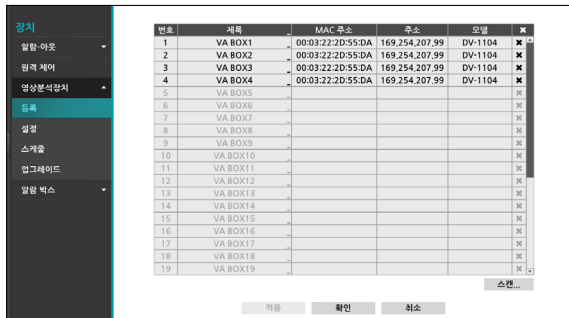 장치
알람-아웃
원격 제어
영상분석장치
등록
설정
스케줄
업그레이드
알람 박스
번호 제목 MAC 주소 주소 모델 ✖
1 VA BOX1 _ 00:03:22:2D:55:DA 169,254,207,99 DV-1104 ✖
2 VA BOX2 _ 00:03:22:2D:55:DA 169,254,207,99 DV-1104 ✖
3 VA BOX3 _ 00:03:22:2D:55:DA 169,254,207,99 DV-1104 ✖
4 VA BOX4 _ 00:03:22:2D:55:DA 169,254,207,99 DV-1104 ✖
5 VA BOX5 _ ✖
6 VA BOX6 _ ✖
7 VA BOX7 _ ✖
8 VA BOX8 _ ✖
9 VA BOX9 _ ✖
10 VA BOX10 _ ✖
11 VA BOX11 _ ✖
12 VA BOX12 _ ✖
13 VA BOX13 _ ✖
14 VA BOX14 _ ✖
15 VA BOX15 _ ✖
16 VA BOX16 _ ✖
17 VA BOX17 _ ✖
18 VA BOX18 _ ✖
19 VA BOX19 _ ✖
스캔...
적용 확인 취소